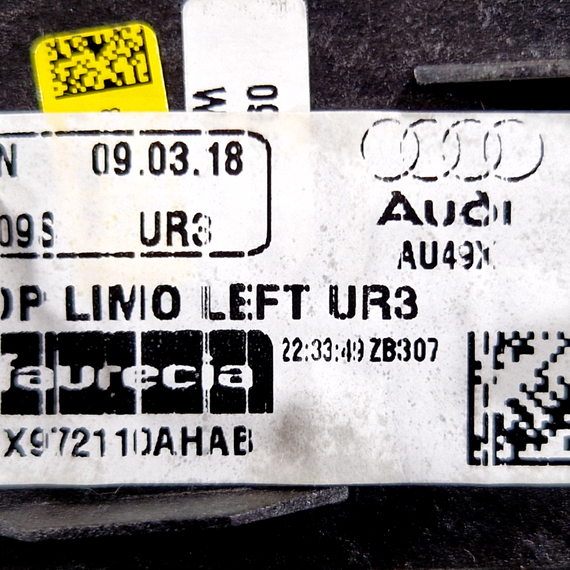 N 09.03.18
09S UR3
Audi
AU49X
OP LIMO LEFT UR3
faurecia
22:33:49 ZB307
X972110AHAB